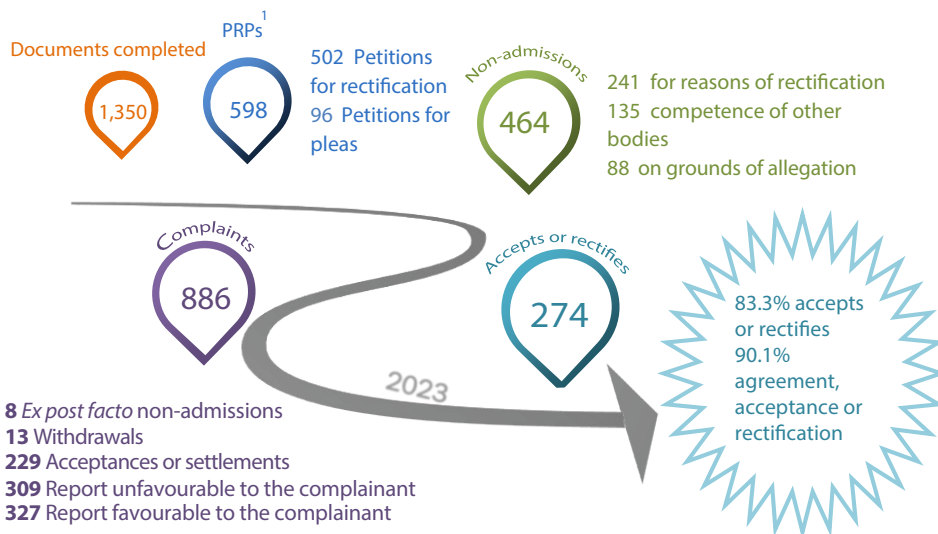 Documents completed
1,350
PRPs1
598
502 Petitions
for rectification
96 Petitions for
pleas
Non-admissions
464
241 for reasons of rectification
135 competence of other
bodies
88 on grounds of allegation
Complaints
886
Accepts or rectifies
274
83.3% accepts
or rectifies
90.1%
agreement,
acceptance or
rectification
2023
8 Ex post facto non-admissions
13 Withdrawals
229 Acceptances or settlements
309 Report unfavourable to the complainant
327 Report favourable to the complainant